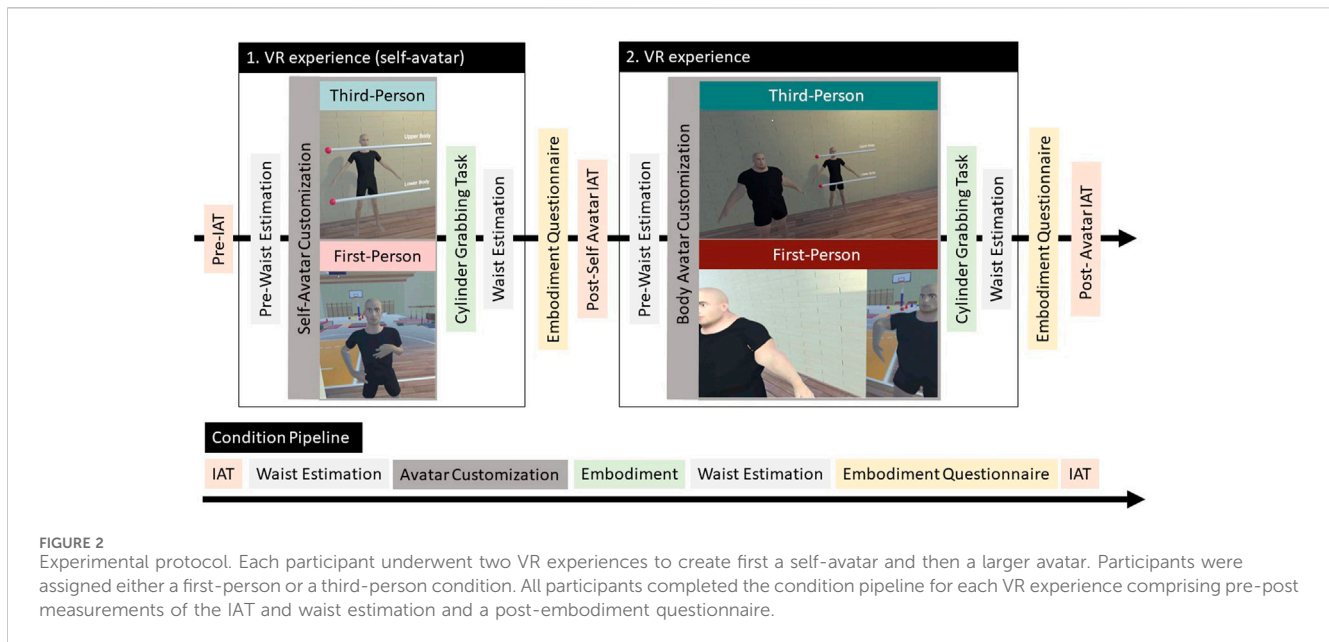 1. VR experience (self-avatar)
2. VR experience
Pre-IAT
Pre-Waist Estimation
Self-Avatar Customization
Third-Person
Upper Body
Lower Body
First-Person
Cylinder Grabbing Task
Waist Estimation
Embodiment Questionnaire
Post-Self Avatar IAT
Pre-Waist Estimation
Body Avatar Customization
Third-Person
First-Person
Cylinder Grabbing Task
Waist Estimation
Embodiment Questionnaire
Post- Avatar IAT
Condition Pipeline
IAT Waist Estimation Avatar Customization Embodiment Waist Estimation Embodiment Questionnaire IAT
FIGURE 2
Experimental protocol. Each participant underwent two VR experiences to create first a self-avatar and then a larger avatar. Participants were
assigned either a first-person or a third-person condition. All participants completed the condition pipeline for each VR experience comprising pre-post
measurements of the IAT and waist estimation and a post-embodiment questionnaire.